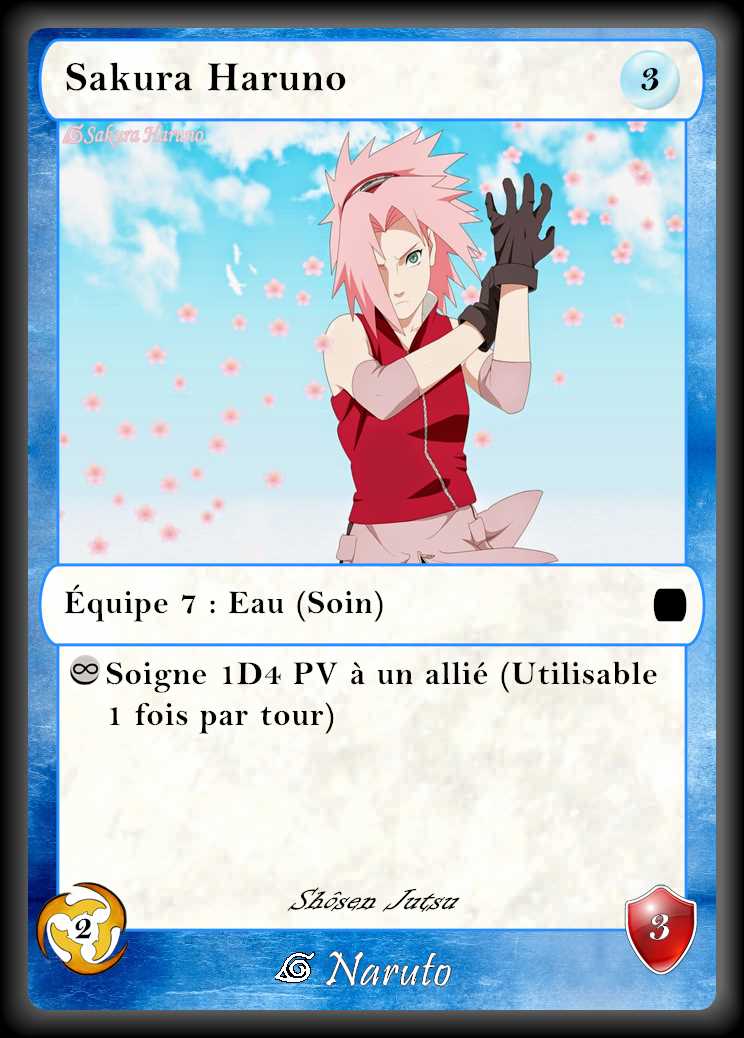 Sakura Haruno
3
Sakura Haruno
Équipe 7 : Eau (Soin)
∞ Soigne 1D4 PV à un allié (Utilisable
1 fois par tour)
Shôsen Jutsu
2
3
Naruto